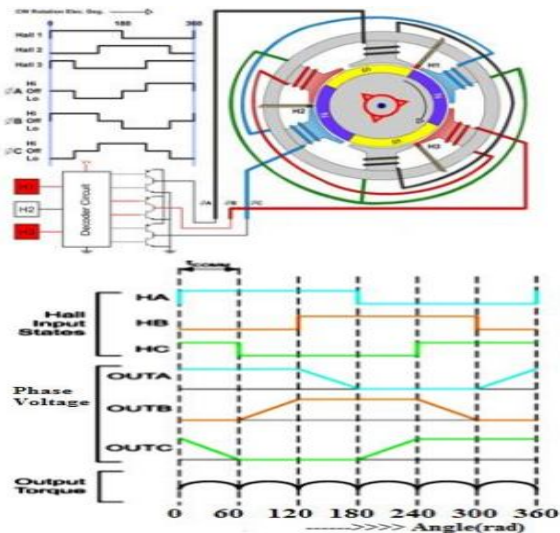 CW Rotation Elec. Deg.
0 180 360
Hall 1
Hall 2
Hall 3
Hi
∅A Off
Lo
Hi
∅B Off
Lo
Hi
∅C Off
Lo
H1
H2
H3
Decoder Circuit
∅A ∅B ∅C
H1
H2
H3
S
N
S
N
Hall
Input
States
HA
HB
HC
Phase
Voltage
OUTA
OUTB
OUTC
Output
Torque
0 60 120 180 240 300 360
------>>>> Angle(rad)